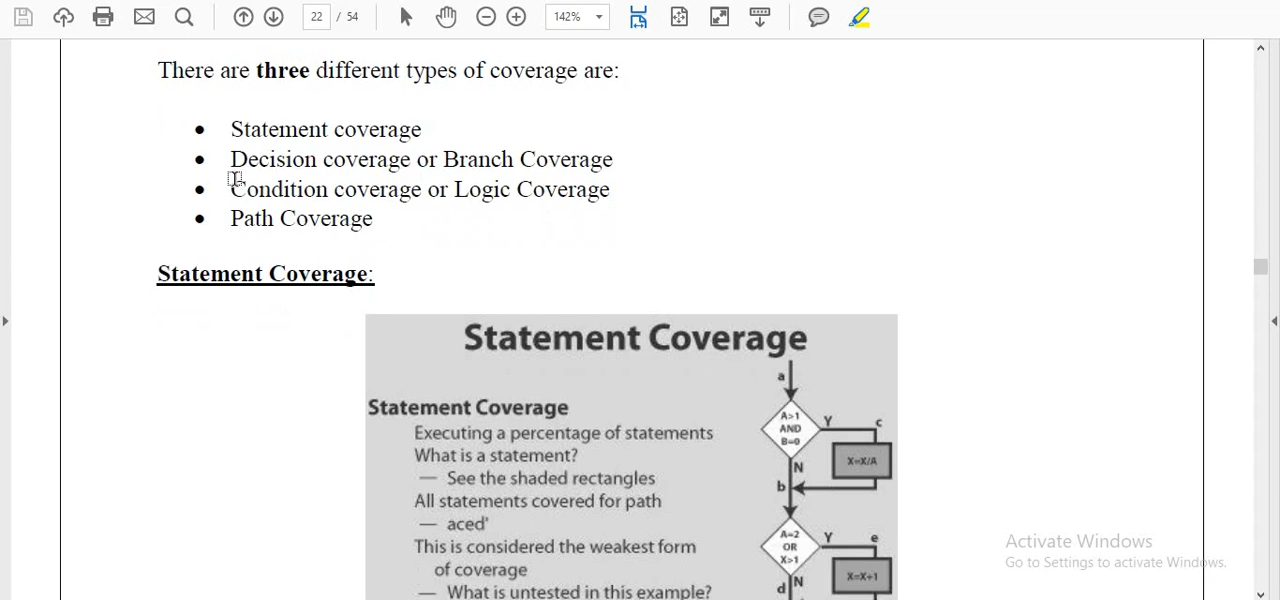 22 / 54
142%
There are three different types of coverage are:
• Statement coverage
• Decision coverage or Branch Coverage
• Condition coverage or Logic Coverage
• Path Coverage
Statement Coverage:
Statement Coverage
a
Statement Coverage
A>1
AND
B=0
Y
c
Executing a percentage of statements
What is a statement?
X=X/A
— See the shaded rectangles
N
b
All statements covered for path
— aced'
This is considered the weakest form
of coverage
A=2
OR
X>1
Y
e
X=X+1
— What is untested in this example?
N
d
Activate Windows
Go to Settings to activate Windows.